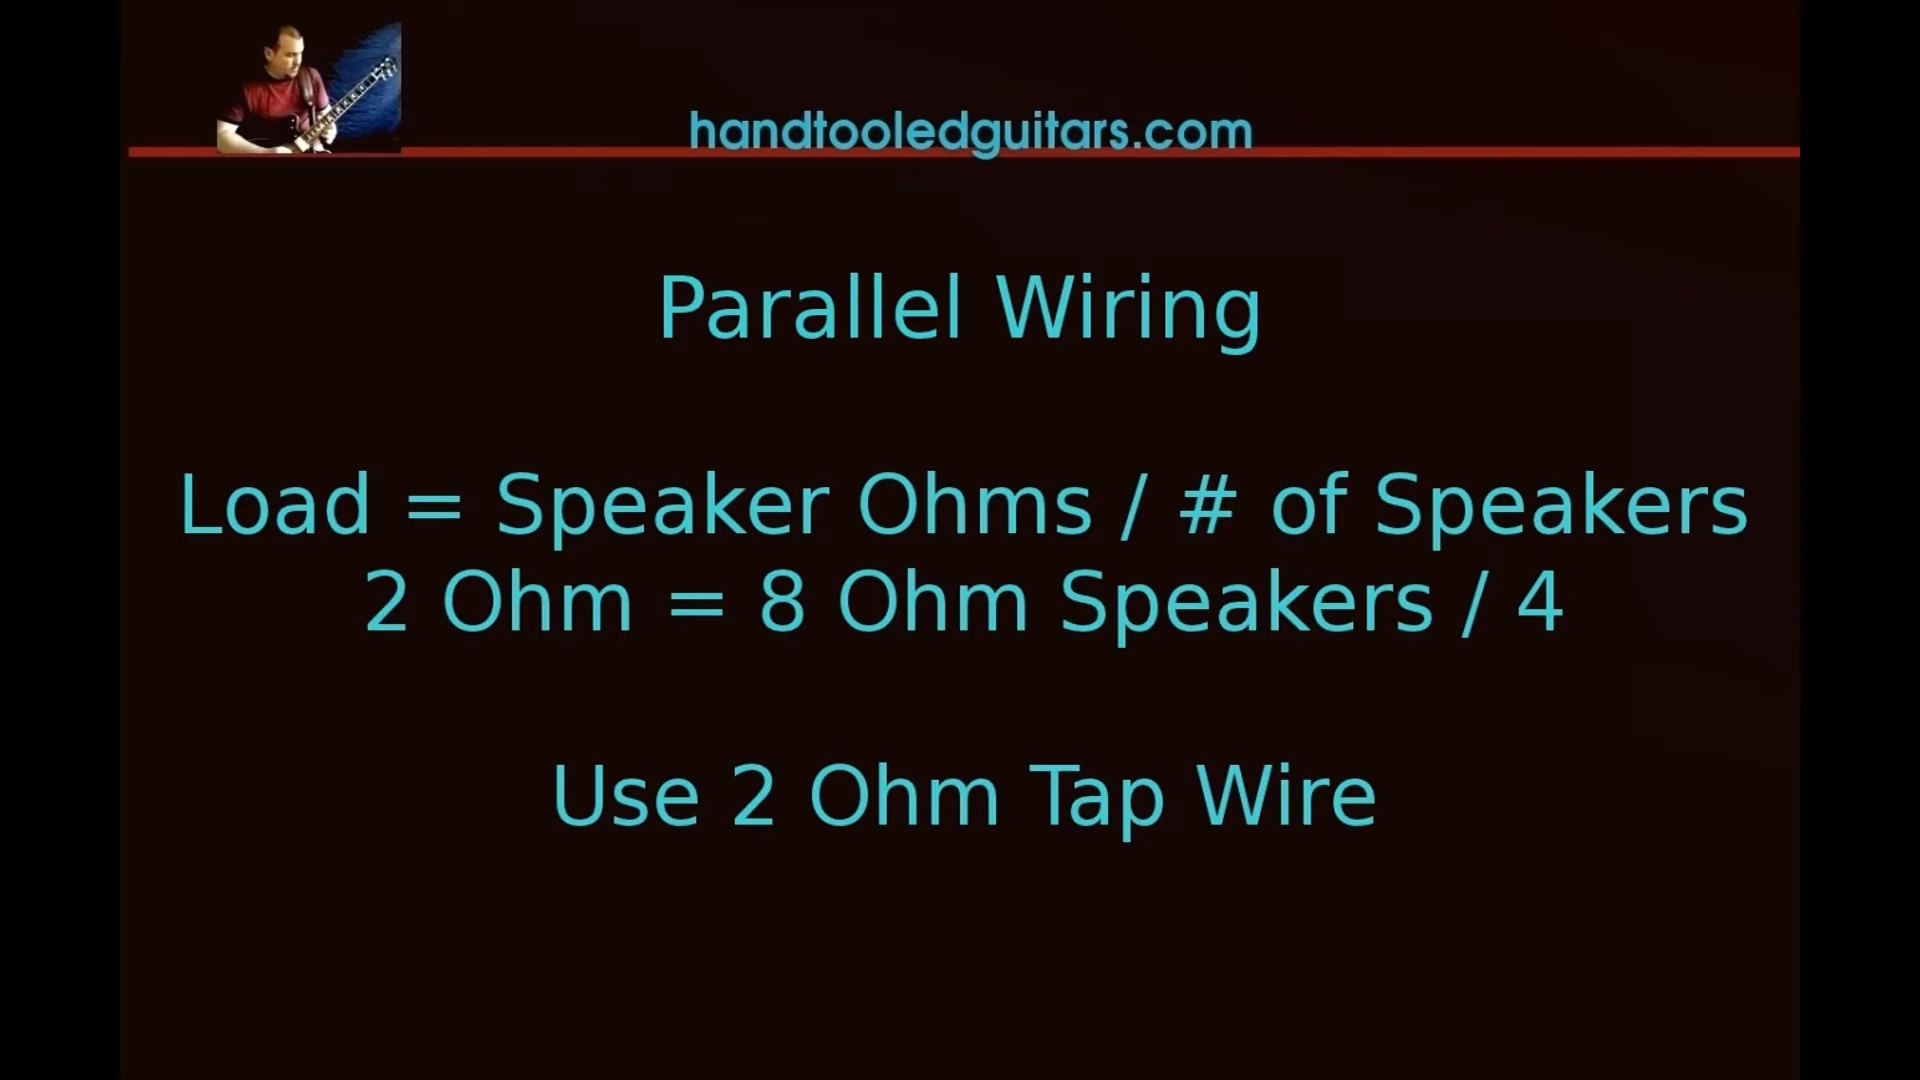 handtooledguitars.com
Parallel Wiring
Load = Speaker Ohms / # of Speakers
2 Ohm = 8 Ohm Speakers / 4
Use 2 Ohm Tap Wire